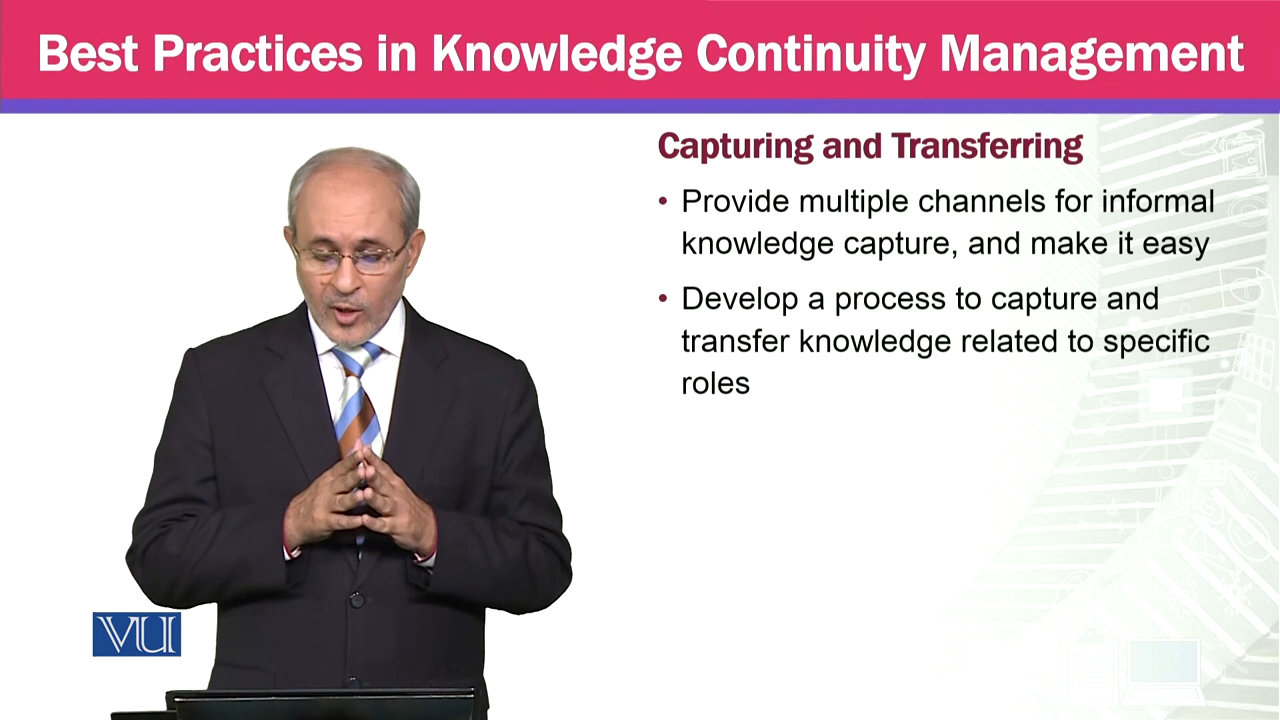 Best Practices in Knowledge Continuity Management
Capturing and Transferring
• Provide multiple channels for informal
knowledge capture, and make it easy
• Develop a process to capture and
transfer knowledge related to specific
roles
VU